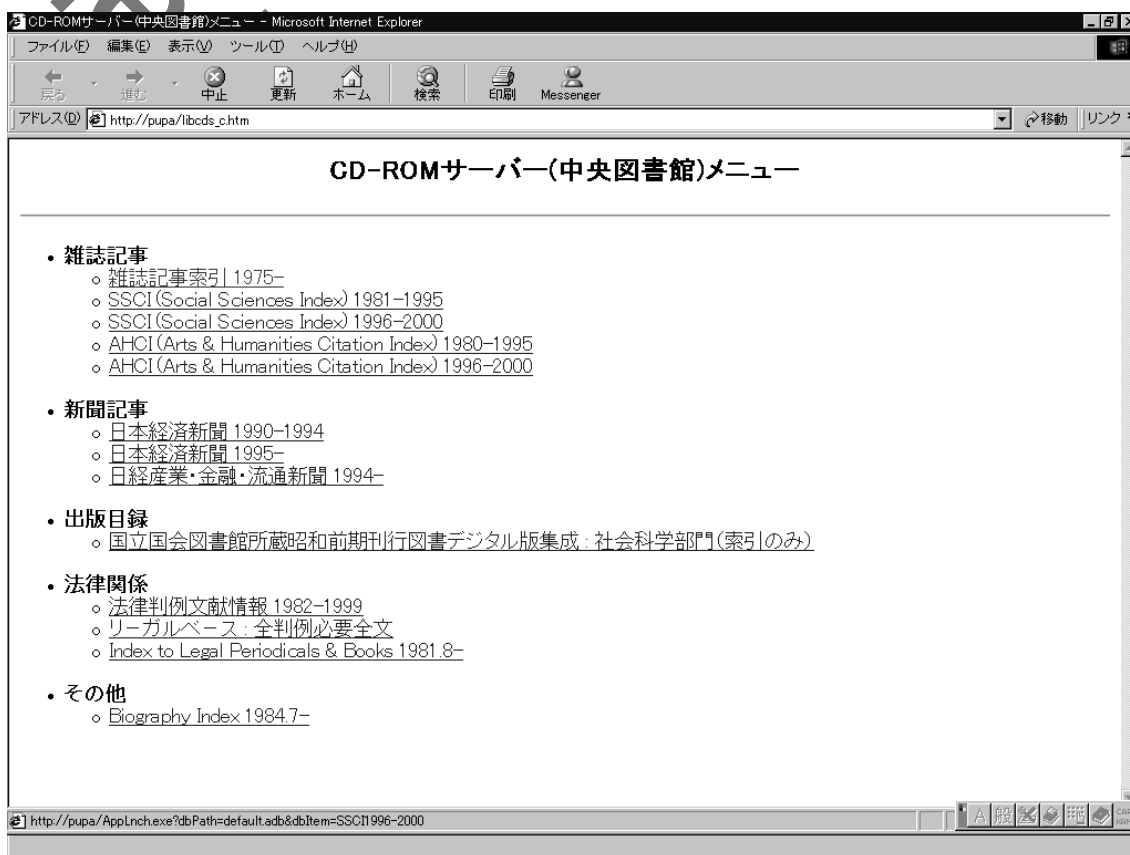 CD-ROMサーバー(中央図書館)メニュー - Microsoft Internet Explorer
ファイル(F) 編集(E) 表示(V) ツール(T) ヘルプ(H)
戻る 進む 中止 更新 ホーム 検索 印刷 Messenger
アドレス(D) http://pupa/libcds_c.htm 移動 リンク
CD-ROMサーバー(中央図書館)メニュー
• 雑誌記事
○ 雑誌記事索引 1975-
○ SSCI(Social Sciences Index) 1981-1995
○ SSCI(Social Sciences Index) 1996-2000
○ AHCI(Arts & Humanities Citation Index) 1980-1995
○ AHCI(Arts & Humanities Citation Index) 1996-2000
• 新聞記事
○ 日本経済新聞 1990-1994
○ 日本経済新聞 1995-
○ 日経産業・金融・流通新聞 1994-
• 出版目録
○ 国立国会図書館所蔵昭和前期刊行図書デジタル版集成 : 社会科学部門(索引のみ)
• 法律関係
○ 法律判例文献情報 1982-1999
○ リーガルベース : 全判例必要全文
○ Index to Legal Periodicals & Books 1981.8-
• その他
○ Biography Index 1984.7-
http://pupa/AppLnch.exe?dbPath=default.adb&dbItem=SSCI1996-2000
A 般